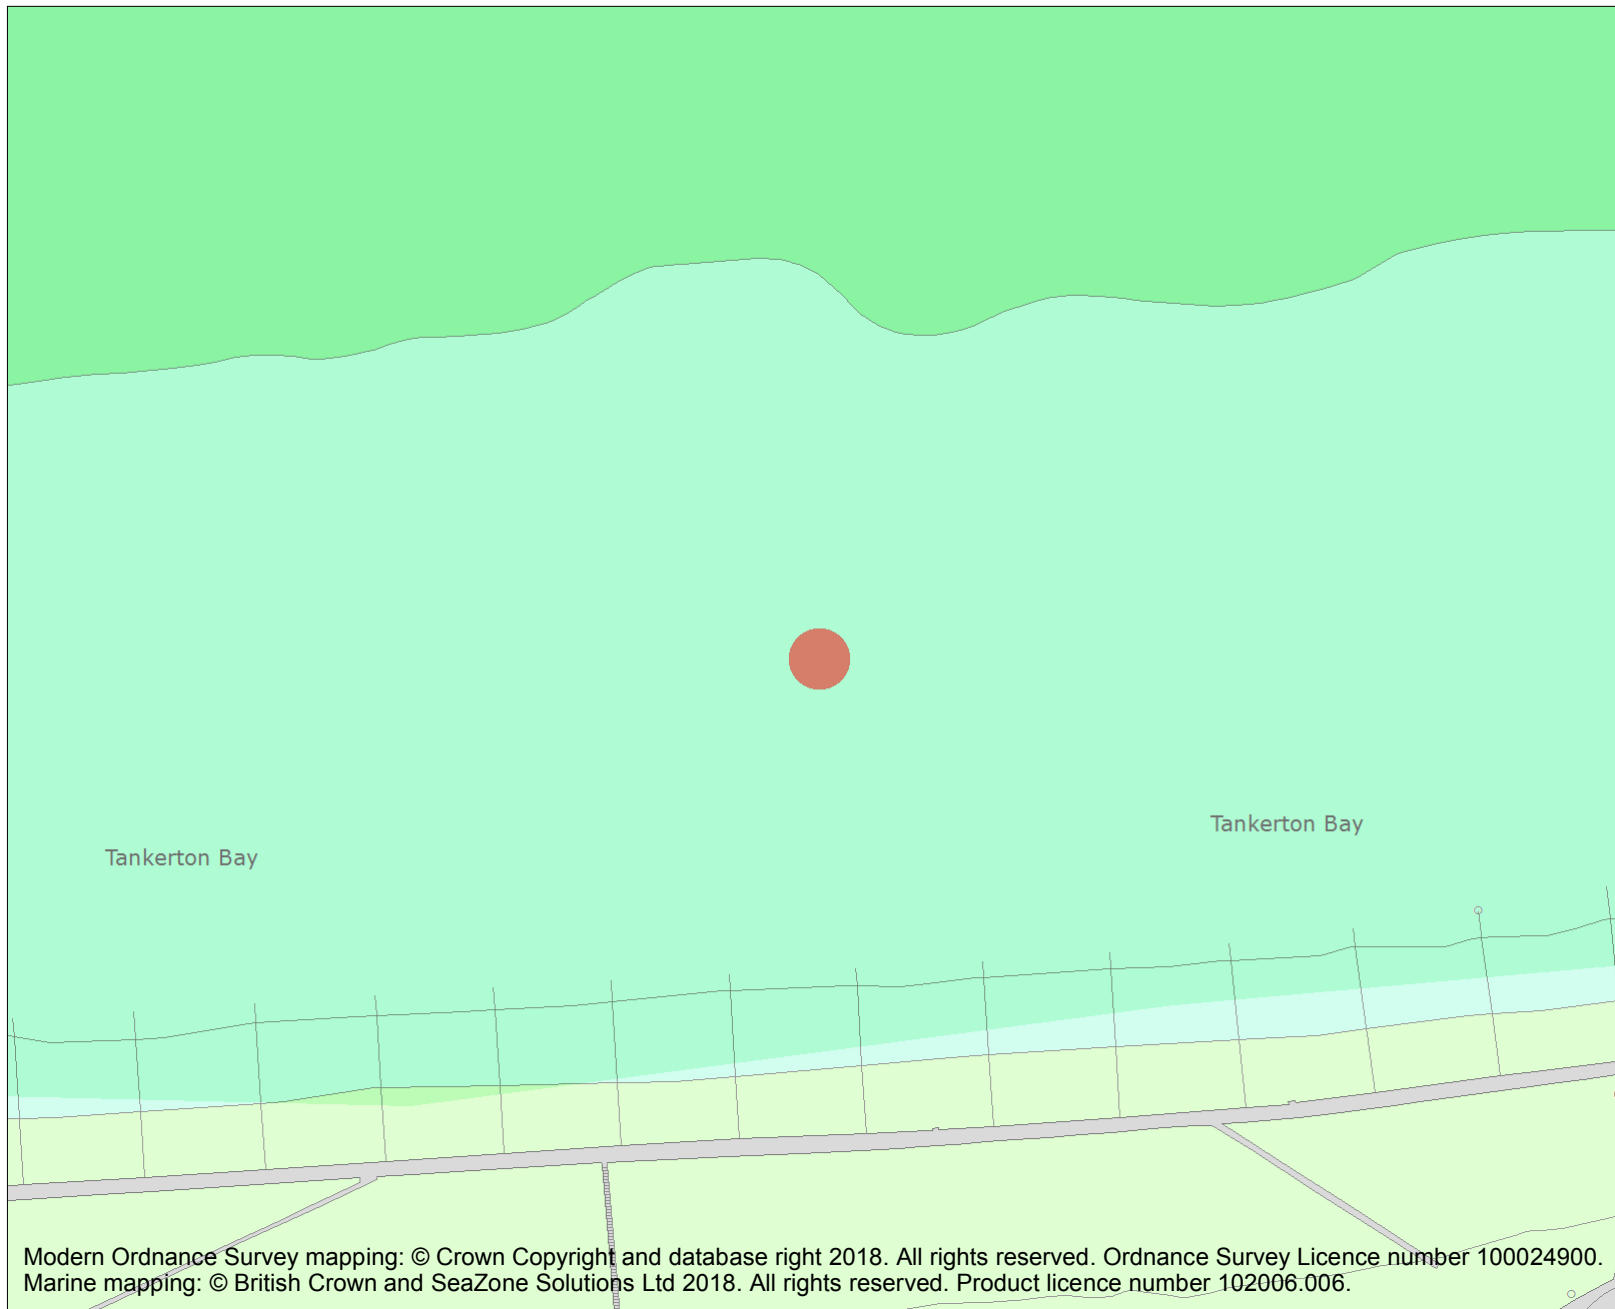 Tankerton Bay
Tankerton Bay
Modern Ordnance Survey mapping: © Crown Copyright and database right 2018. All rights reserved. Ordnance Survey Licence number 100024900.
Marine mapping: © British Crown and SeaZone Solutions Ltd 2018. All rights reserved. Product licence number 102006.006.